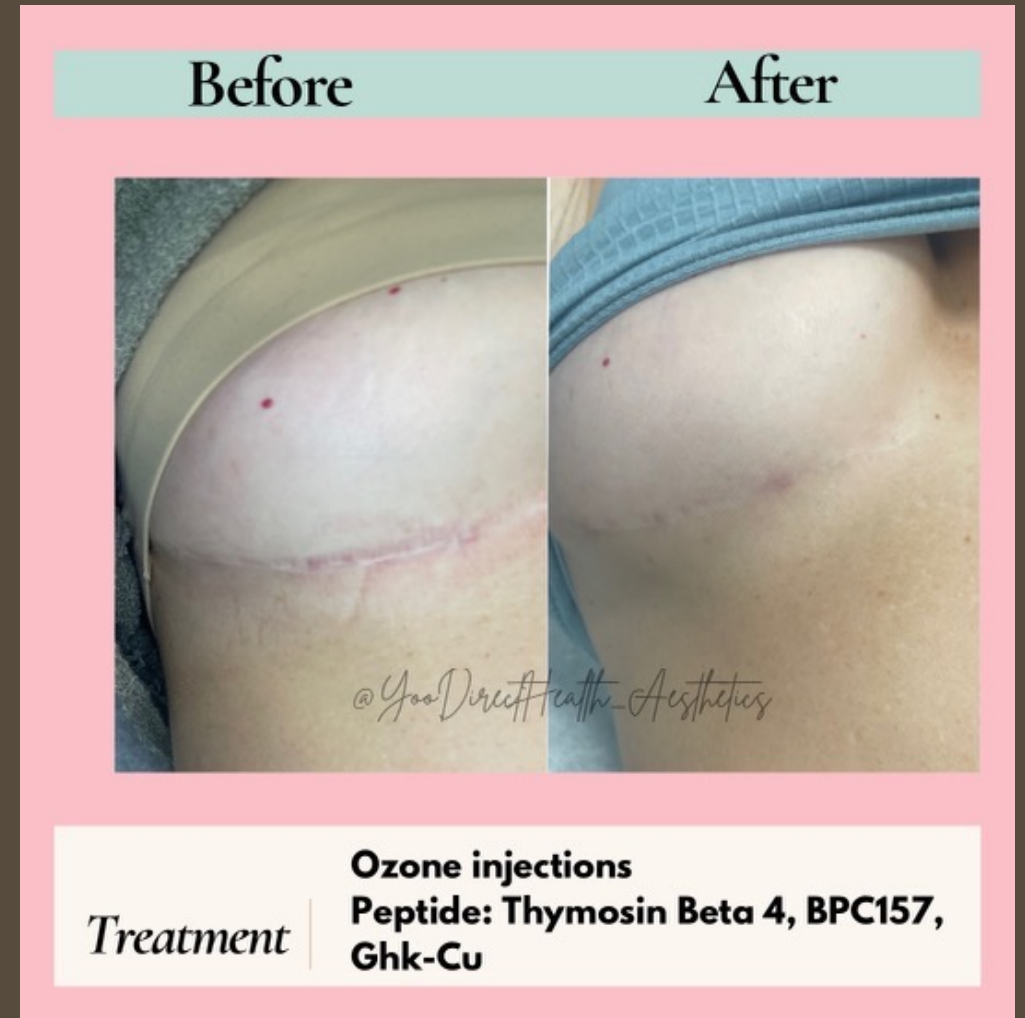 Before
After
@YooDirectHealth_Aesthetics
Treatment
Ozone injections
Peptide: Thymosin Beta 4, BPC157,
Ghk-Cu